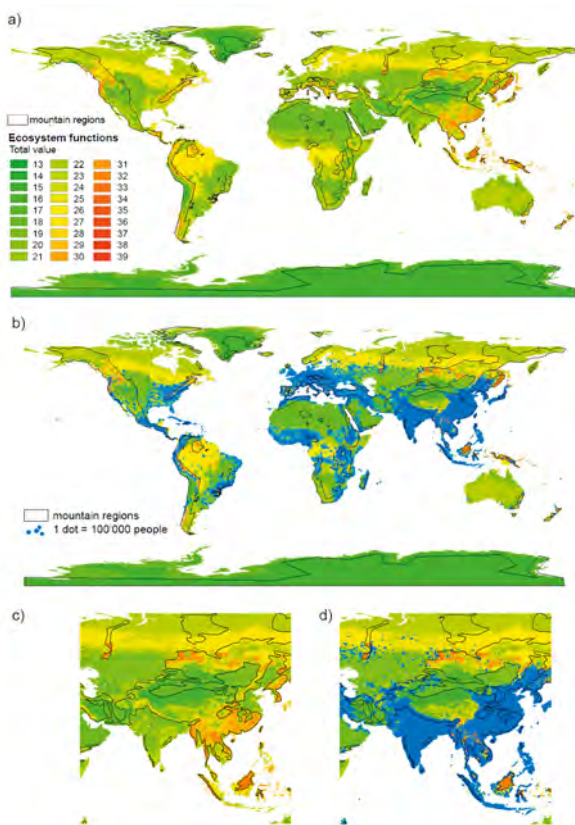 a)
mountain regions
Ecosystem functions
Total value
13 22 31
14 23 32
15 24 33
16 25 34
17 26 35
18 27 36
19 28 37
20 29 38
21 30 39
b)
mountain regions
1 dot = 100'000 people
c) d)